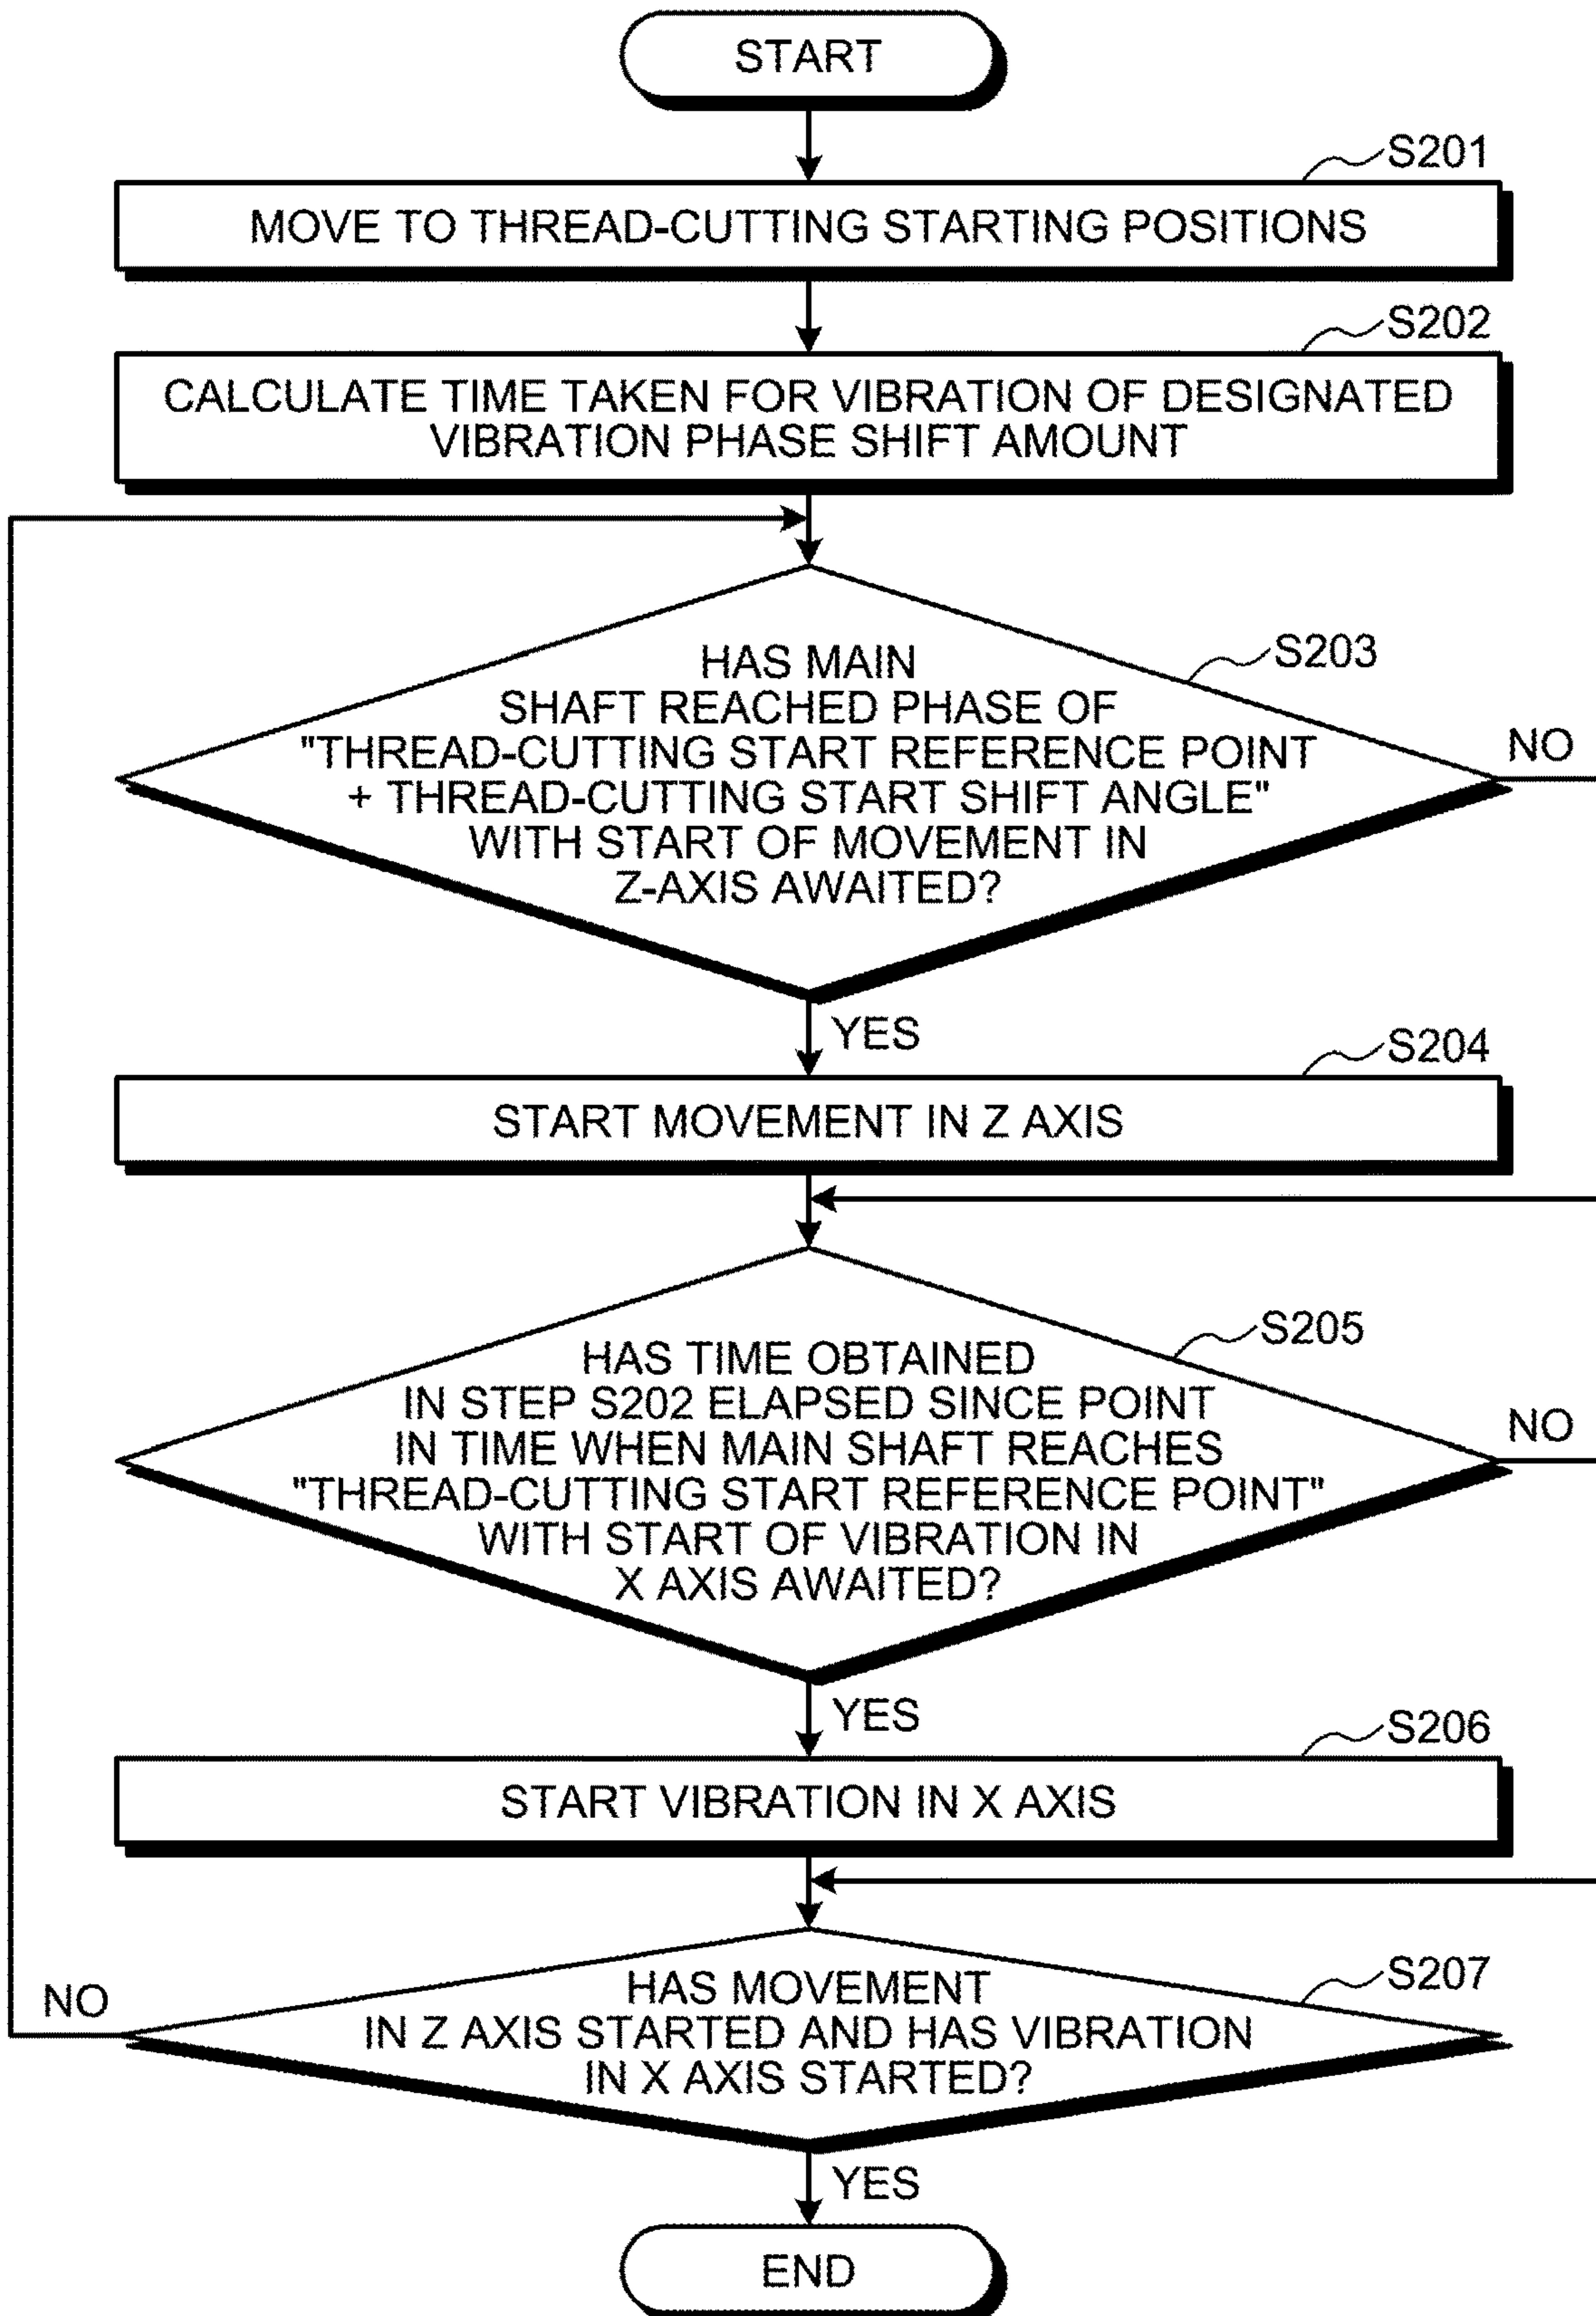 START
S201
MOVE TO THREAD-CUTTING STARTING POSITIONS
S202
CALCULATE TIME TAKEN FOR VIBRATION OF DESIGNATED
VIBRATION PHASE SHIFT AMOUNT
S203
HAS MAIN
SHAFT REACHED PHASE OF
"THREAD-CUTTING START REFERENCE POINT
+ THREAD-CUTTING START SHIFT ANGLE"
WITH START OF MOVEMENT IN
Z-AXIS AWAITED?
NO
YES
S204
START MOVEMENT IN Z AXIS
S205
HAS TIME OBTAINED
IN STEP S202 ELAPSED SINCE POINT
IN TIME WHEN MAIN SHAFT REACHES
"THREAD-CUTTING START REFERENCE POINT"
WITH START OF VIBRATION IN
X AXIS AWAITED?
NO
YES
S206
START VIBRATION IN X AXIS
S207
HAS MOVEMENT
IN Z AXIS STARTED AND HAS VIBRATION
IN X AXIS STARTED?
NO
YES
END